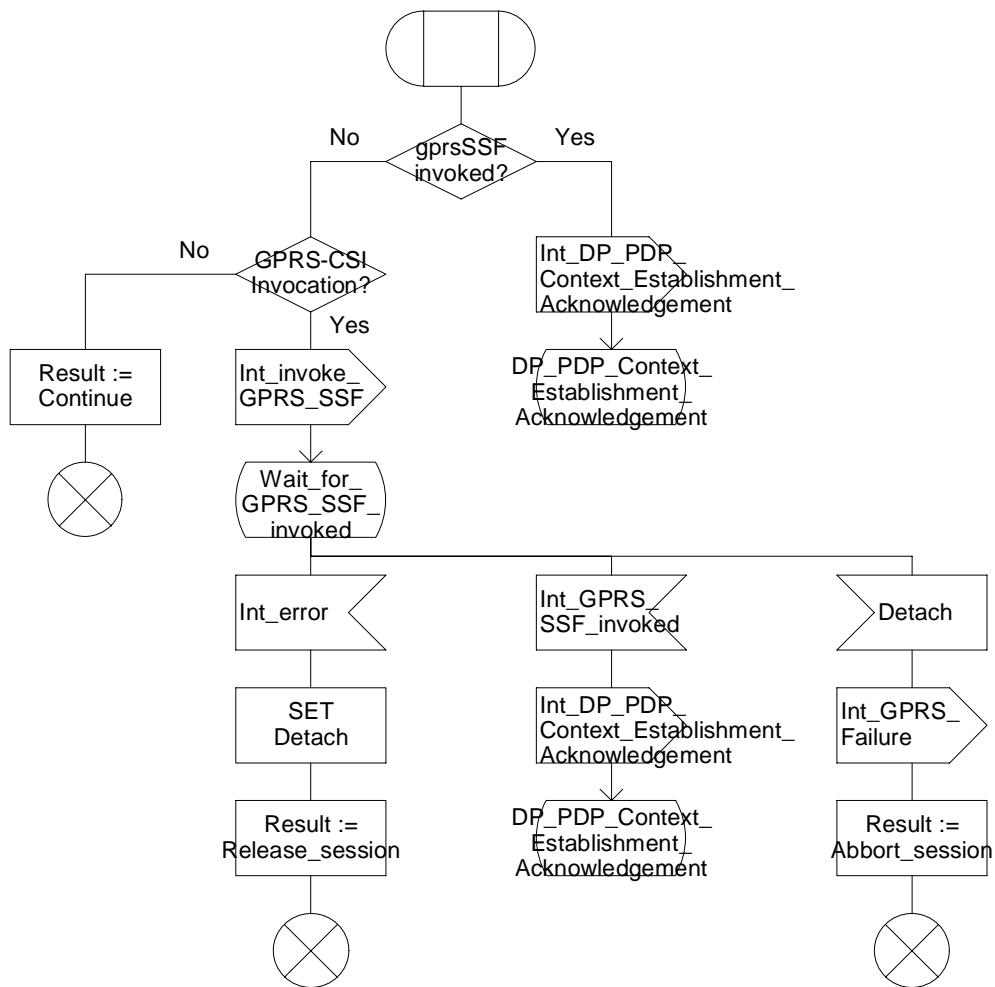 No
Yes
gprsSSF
invoked?
No
GPRS-CSI
Invocation?
Int_DP_PDP_
Context_Establishment_
Acknowledgement
Yes
Result :=
Continue
Int_invoke_
GPRS_SSF
DP_PDP_Context_
Establishment_
Acknowledgement
Wait_for_
GPRS_SSF_
invoked
Int_error
Int_GPRS_
SSF_invoked
Detach
SET
Detach
Int_DP_PDP_
Context_Establishment_
Acknowledgement
Int_GPRS_
Failure
Result :=
Release_session
DP_PDP_Context_
Establishment_
Acknowledgement
Result :=
Abbort_session